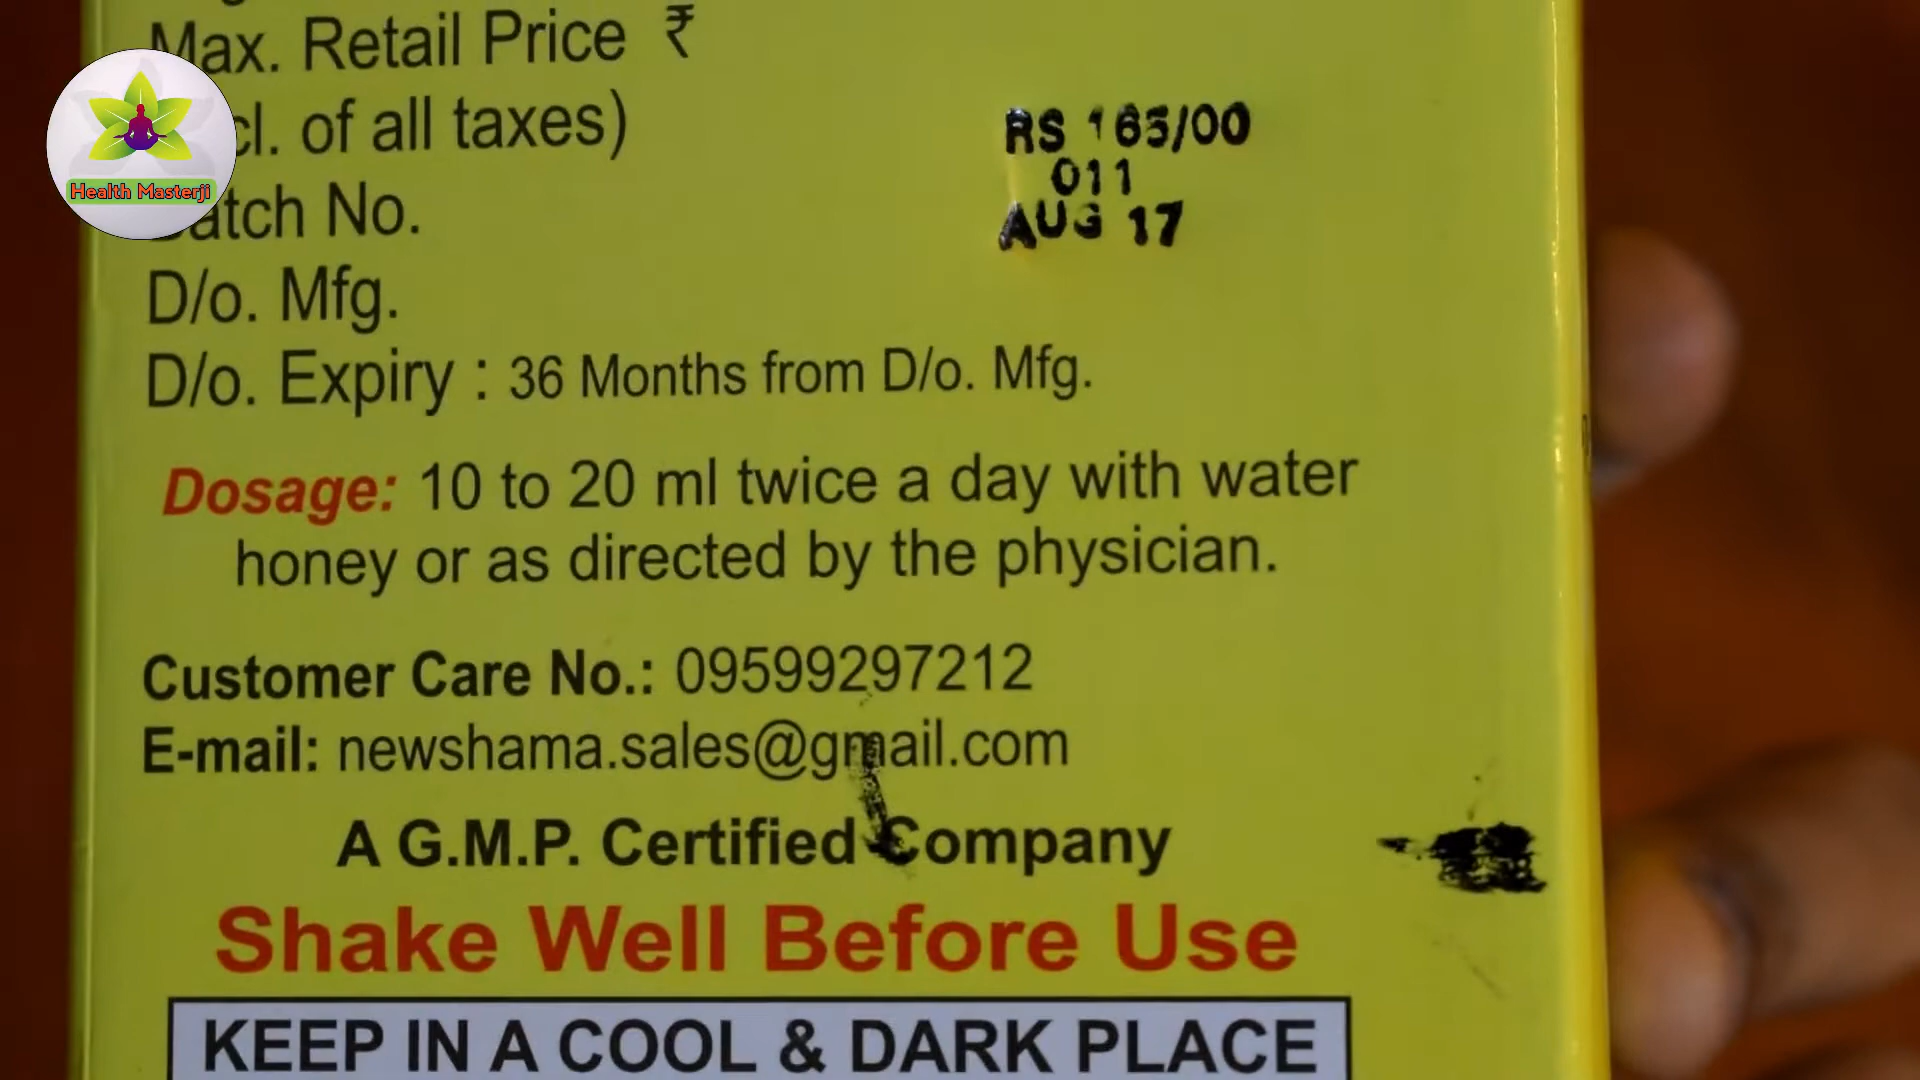 Max. Retail Price ₹
cl. of all taxes)
RS 165/00
Health Masterji
Batch No.
011
AUG 17
D/o. Mfg.
D/o. Expiry : 36 Months from D/o. Mfg.
Dosage: 10 to 20 ml twice a day with water
honey or as directed by the physician.
Customer Care No.: 09599297212
E-mail: newshama.sales@gmail.com
A G.M.P. Certified Company
Shake Well Before Use
KEEP IN A COOL & DARK PLACE